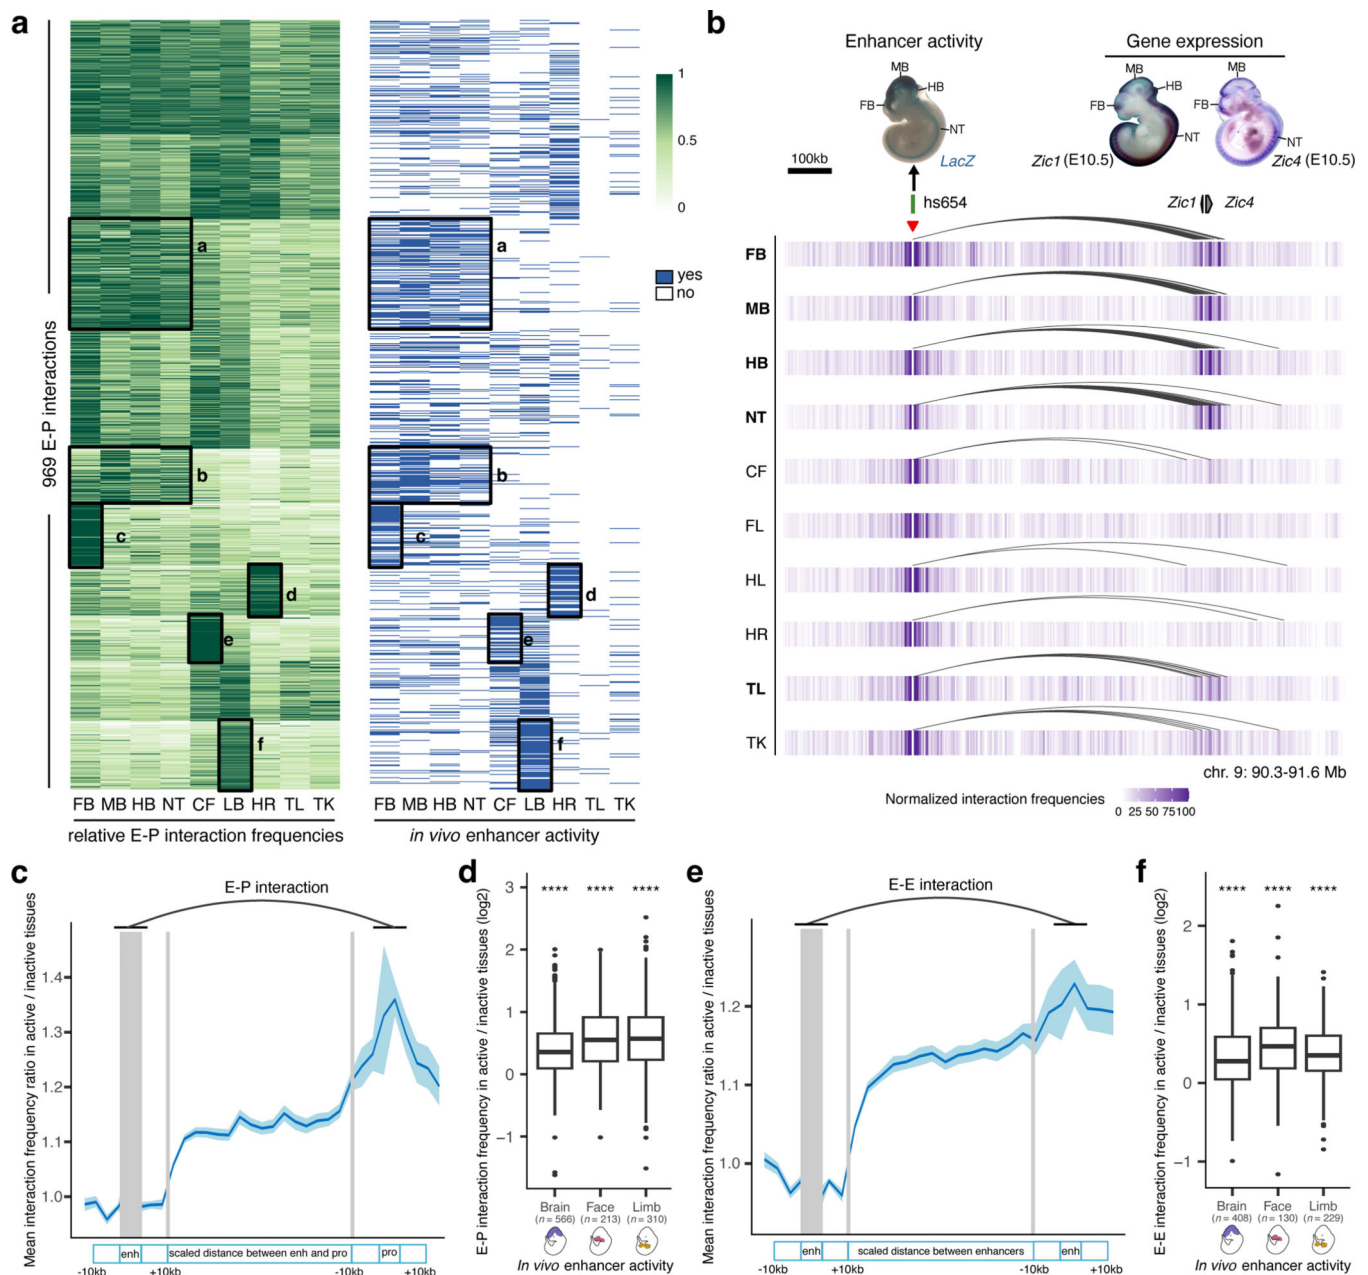 a
969 E-P interactions
a
b
c
d
e
f
FB MB HB NT CF LB HR TL TK
relative E-P interaction frequencies
a
b
c
d
e
f
FB MB HB NT CF LB HR TL TK
in vivo enhancer activity
1
0.5
0
yes
no
b
Enhancer activity
MB
HB
FB
NT
LacZ
100kb
hs654
Gene expression
MB
HB
FB
NT
Zic1 (E10.5)
MB
FB
NT
Zic4 (E10.5)
Zic1
Zic4
FB
MB
HB
NT
CF
FL
HL
HR
TL
TK
chr. 9: 90.3-91.6 Mb
Normalized interaction frequencies
0 25 50 75 100
c
Mean interaction frequency ratio in active / inactive tissues
E-P interaction
1.4
1.3
1.2
1.1
1.0
enh
scaled distance between enh and pro
pro
-10kb
+10kb
-10kb
+10kb
d
E-P interaction frequency in active / inactive tissues (log2)
**** **** ****
3
2
1
0
−1
Brain Face Limb
(n = 566) (n = 213) (n = 310)
In vivo enhancer activity
e
Mean interaction frequency ratio in active / inactive tissues
E-E interaction
1.2
1.1
1.0
enh
scaled distance between enhancers
enh
-10kb
+10kb
-10kb
+10kb
f
E-E interaction frequency in active / inactive tissues (log2)
**** **** ****
2
1
0
−1
Brain Face Limb
(n = 408) (n = 130) (n = 229)
In vivo enhancer activity